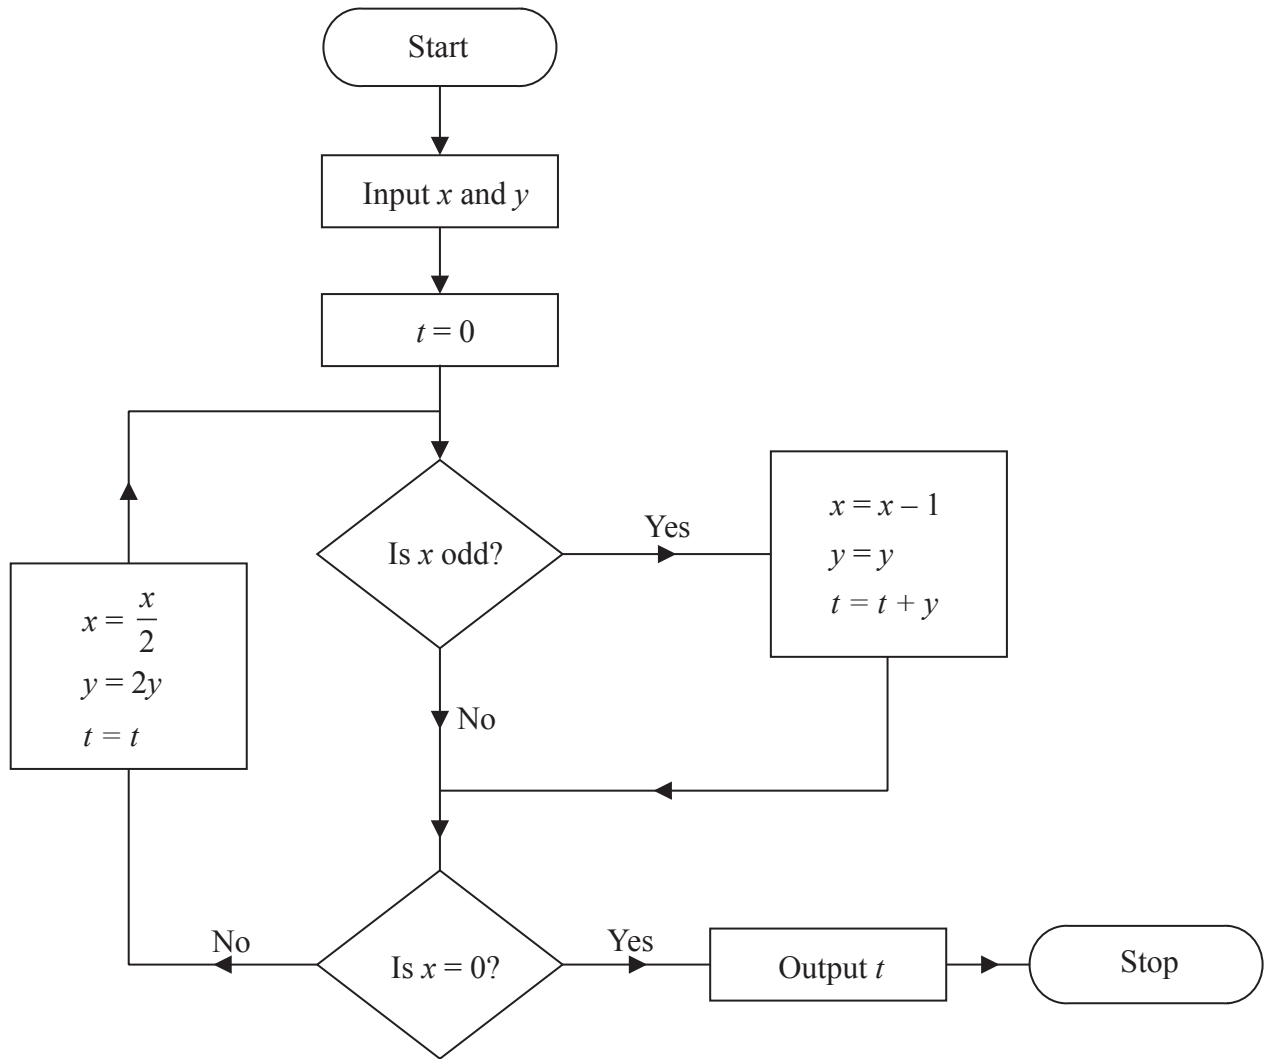 Start
Input x and y
t = 0
Is x odd?
Yes
x = x – 1
y = y
t = t + y
No
x = x/2
y = 2y
t = t
Is x = 0?
No
Yes
Output t
Stop